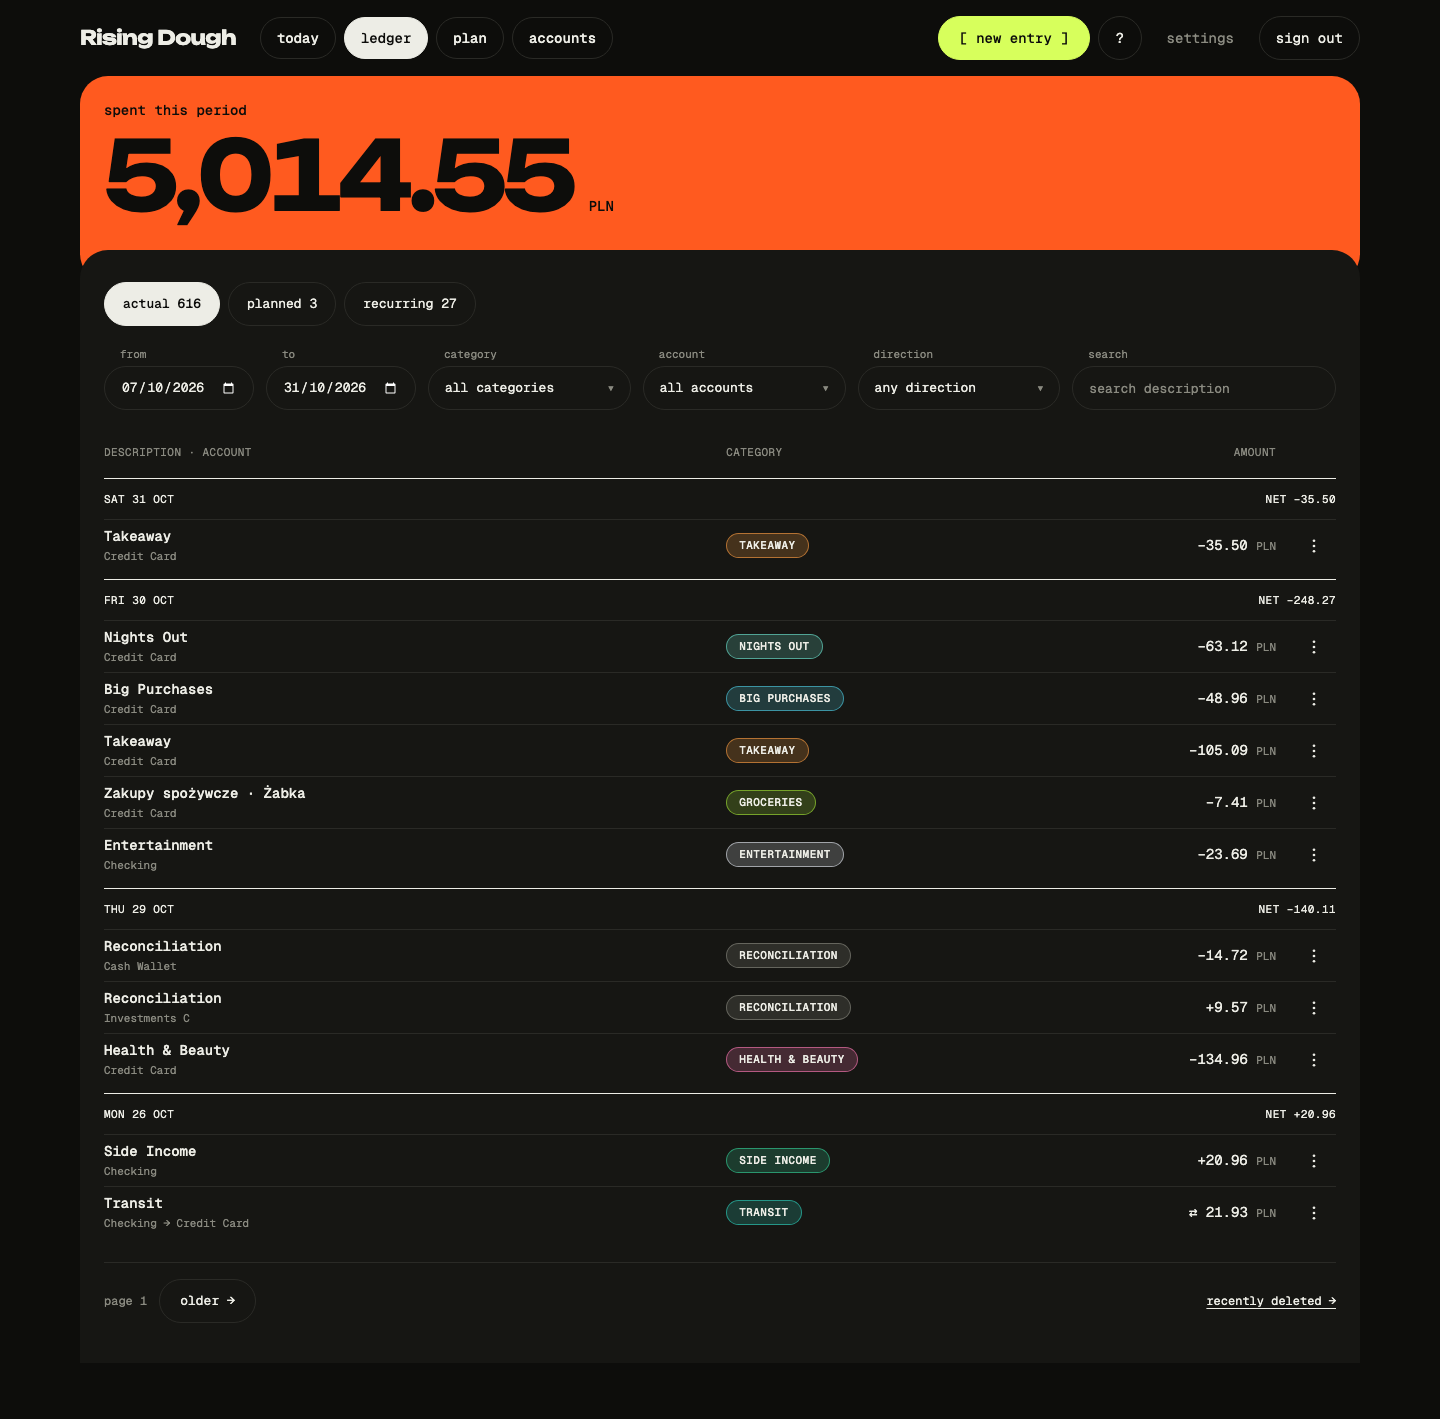 Rising Dough today ledger plan accounts [ new entry ] ? settings sign out
spent this period
5,014.55 PLN
actual 616 planned 3 recurring 27
from to category account direction search
07/10/2026 31/10/2026 all categories all accounts any direction search description
DESCRIPTION · ACCOUNT CATEGORY AMOUNT
SAT 31 OCT NET −35.50
Takeaway
Credit Card
TAKEAWAY −35.50 PLN
FRI 30 OCT NET −248.27
Nights Out
Credit Card
NIGHTS OUT −63.12 PLN
Big Purchases
Credit Card
BIG PURCHASES −48.96 PLN
Takeaway
Credit Card
TAKEAWAY −105.09 PLN
Zakupy spożywcze · Żabka
Credit Card
GROCERIES −7.41 PLN
Entertainment
Checking
ENTERTAINMENT −23.69 PLN
THU 29 OCT NET −140.11
Reconciliation
Cash Wallet
RECONCILIATION −14.72 PLN
Reconciliation
Investments C
RECONCILIATION +9.57 PLN
Health & Beauty
Credit Card
HEALTH & BEAUTY −134.96 PLN
MON 26 OCT NET +20.96
Side Income
Checking
SIDE INCOME +20.96 PLN
Transit
Checking → Credit Card
TRANSIT ⇄ 21.93 PLN
page 1 older → recently deleted →